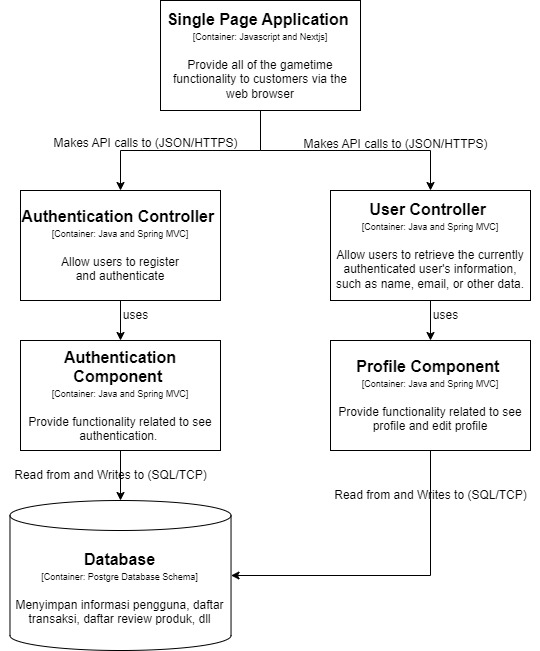 Single Page Application
[Container: Javascript and Nextjs]
Provide all of the gametime
functionality to customers via the
web browser
Makes API calls to (JSON/HTTPS)
Makes API calls to (JSON/HTTPS)
Authentication Controller
[Container: Java and Spring MVC]
Allow users to register
and authenticate
User Controller
[Container: Java and Spring MVC]
Allow users to retrieve the currently
authenticated user's information,
such as name, email, or other data.
uses
uses
Authentication
Component
[Container: Java and Spring MVC]
Provide functionality related to see
authentication.
Profile Component
[Container: Java and Spring MVC]
Provide functionality related to see
profile and edit profile
Read from and Writes to (SQL/TCP)
Read from and Writes to (SQL/TCP)
Database
[Container: Postgre Database Schema]
Menyimpan informasi pengguna, daftar
transaksi, daftar review produk, dll